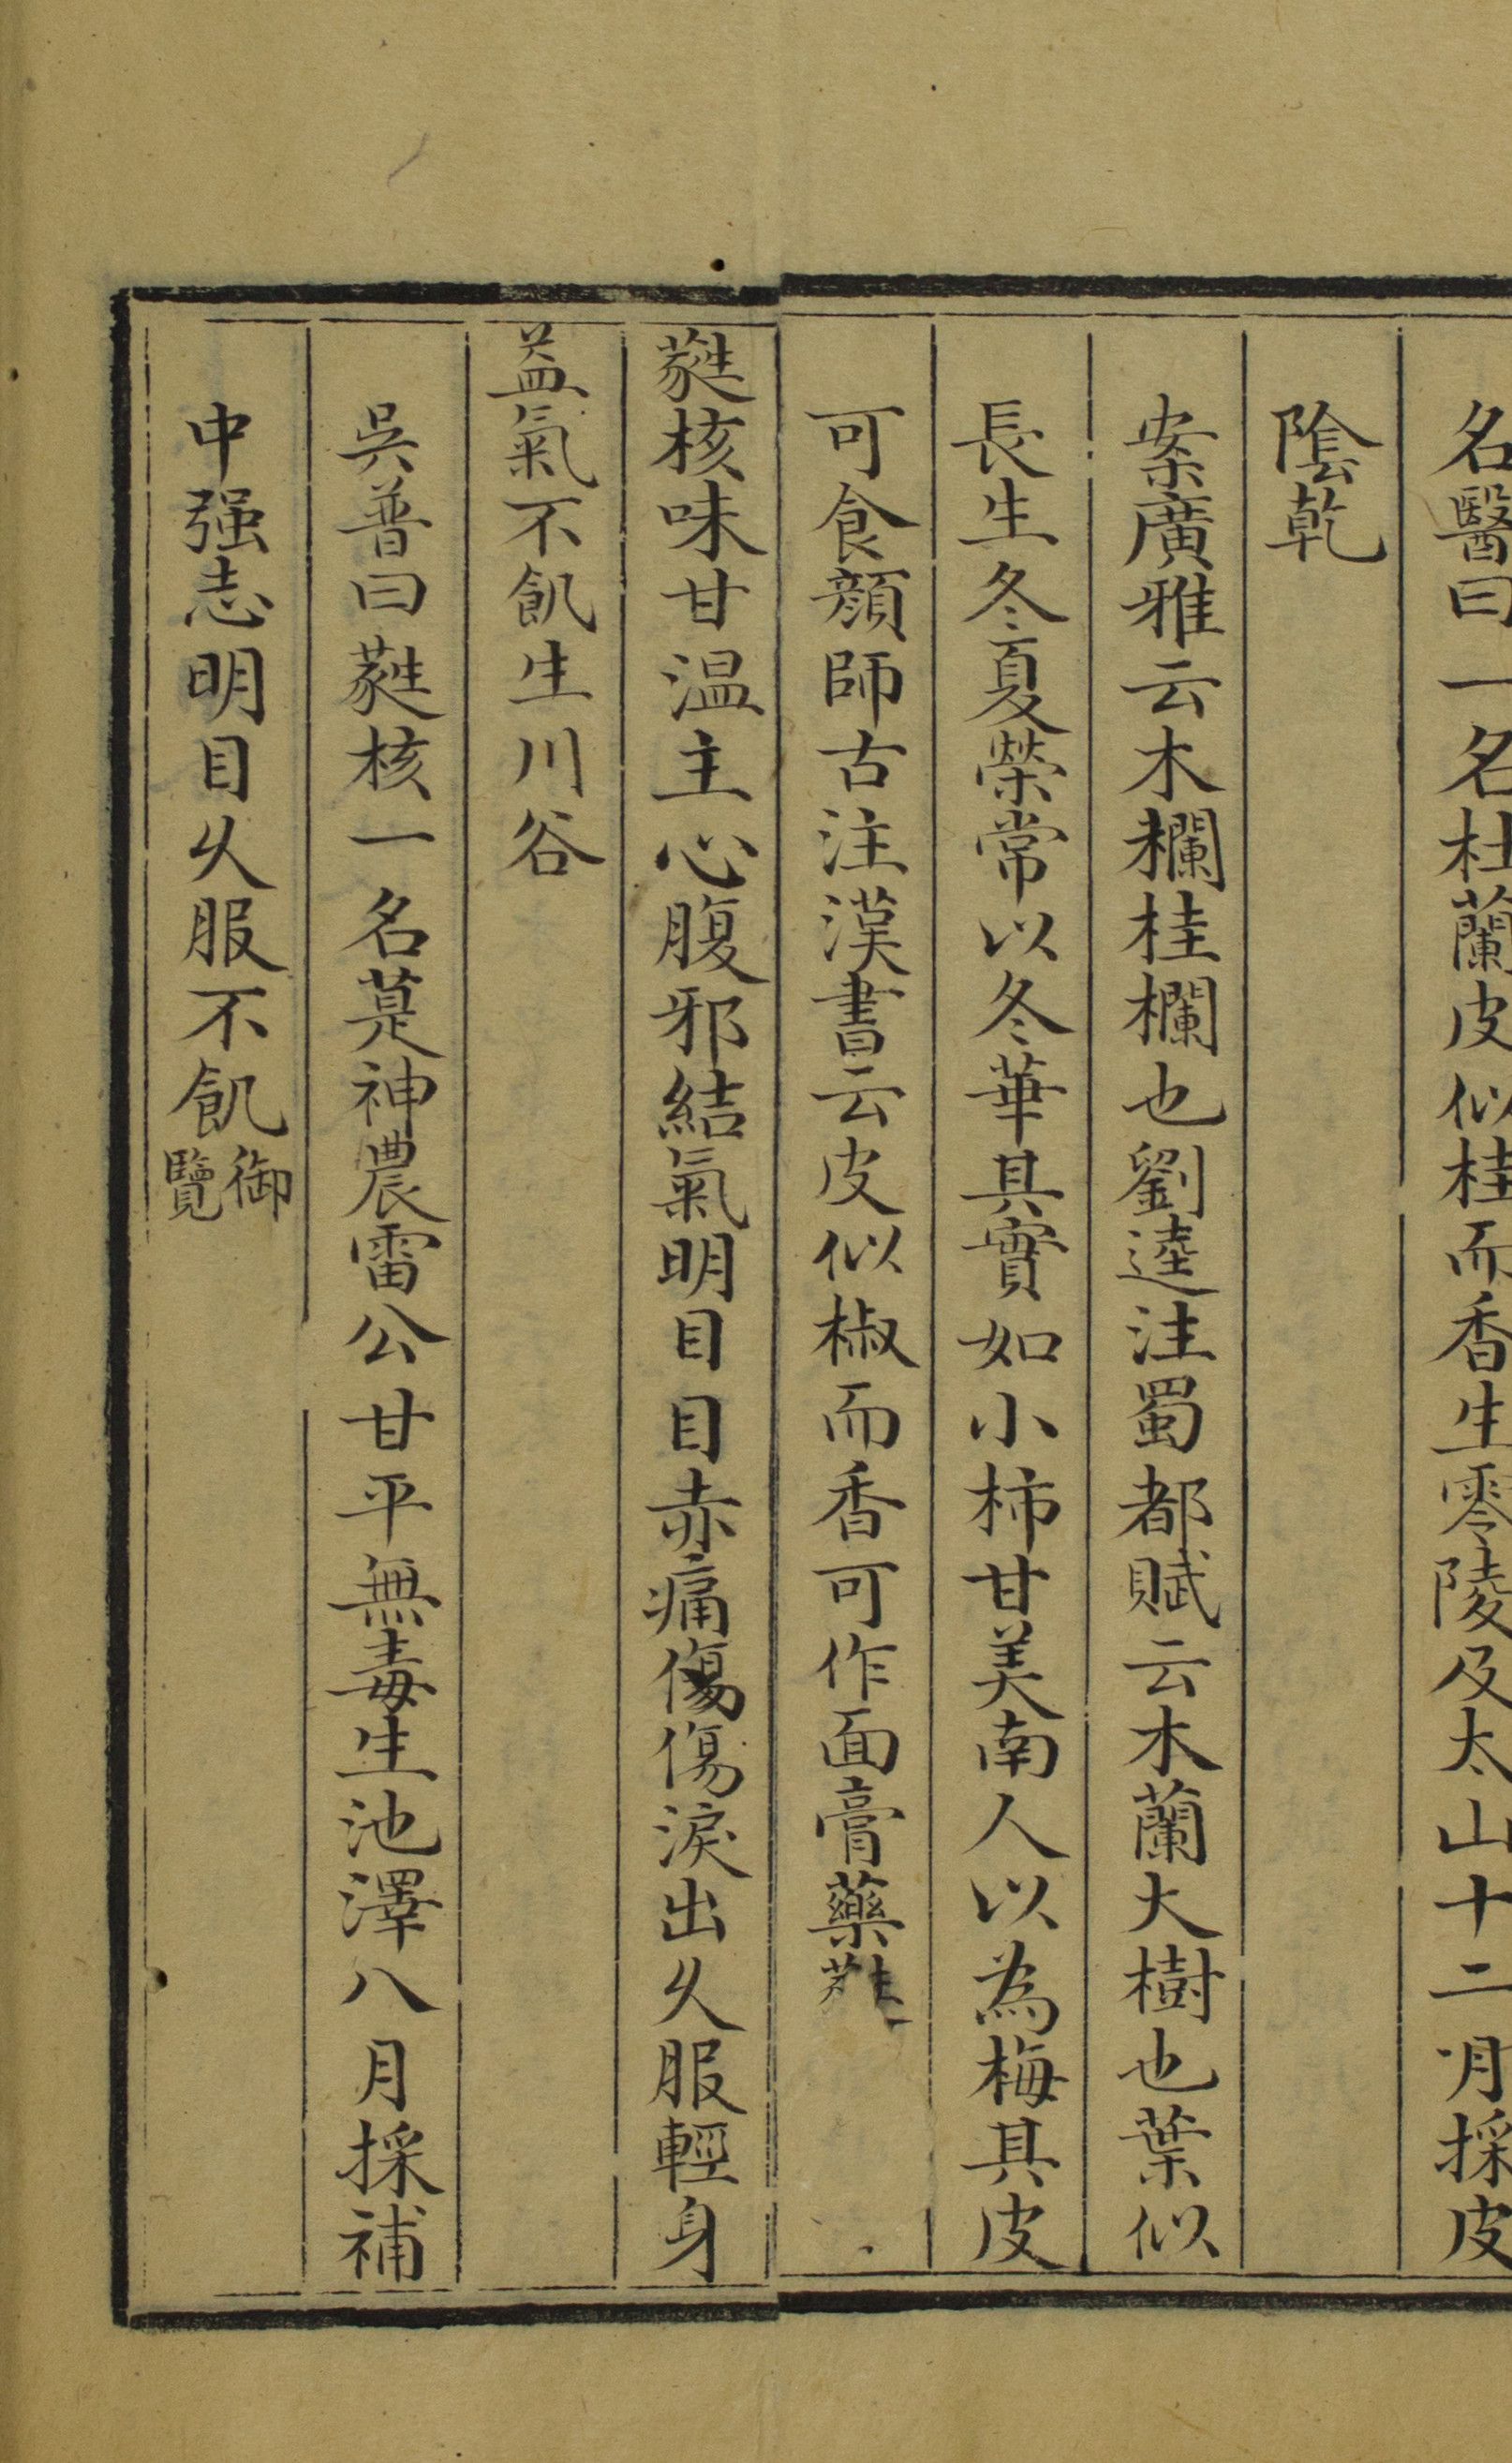 名醫曰一名杜蘭皮似桂而香生零陵及太山十二月採皮
陰乾
案廣雅云木欄桂欄也劉逵注蜀都賦云木蘭大樹也葉似
長生冬夏榮常以冬華其實如小柿甘美南人以為梅其皮
可食顏師古注漢書云皮似椒而香可作面膏藥
蕤核味甘温主心腹邪結氣明目目赤痛傷傷淚出久服輕身
益氣不飢生川谷
吳普曰蕤核一名䓳神農雷公甘平無毒生池澤八月採補
中强志明目久服不飢御覽